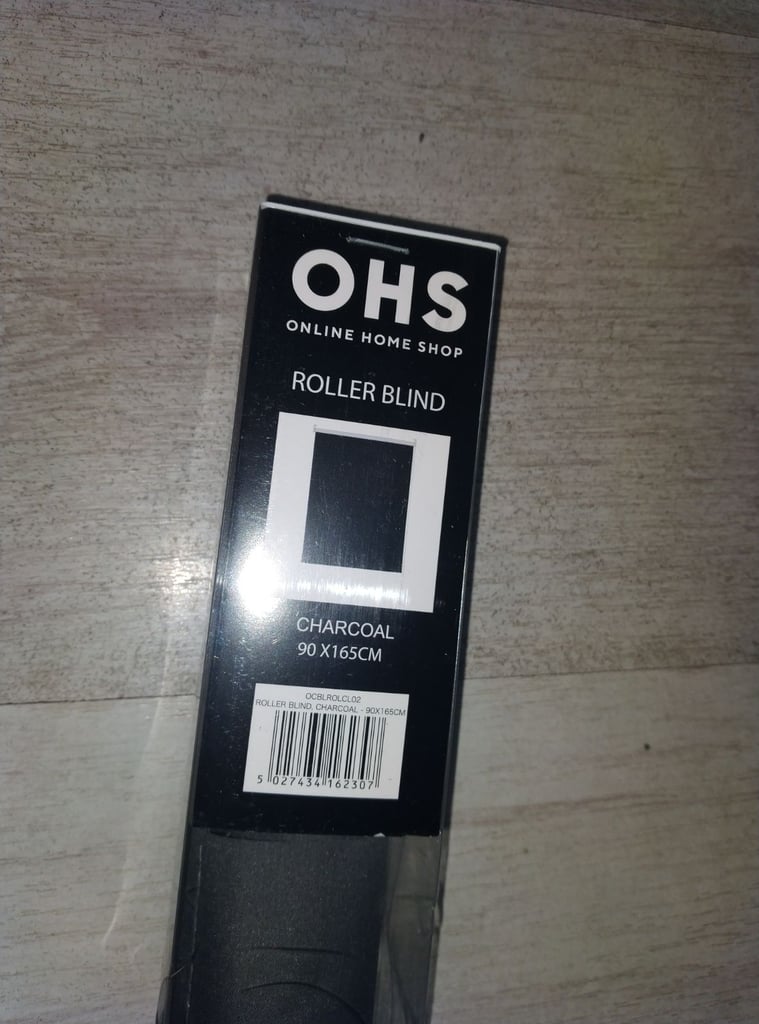 OHS
ONLINE HOME SHOP
ROLLER BLIND
CHARCOAL
90 X165CM
OCBLROLCL02
ROLLER BLIND, CHARCOAL - 90X165CM
5 027434 162307